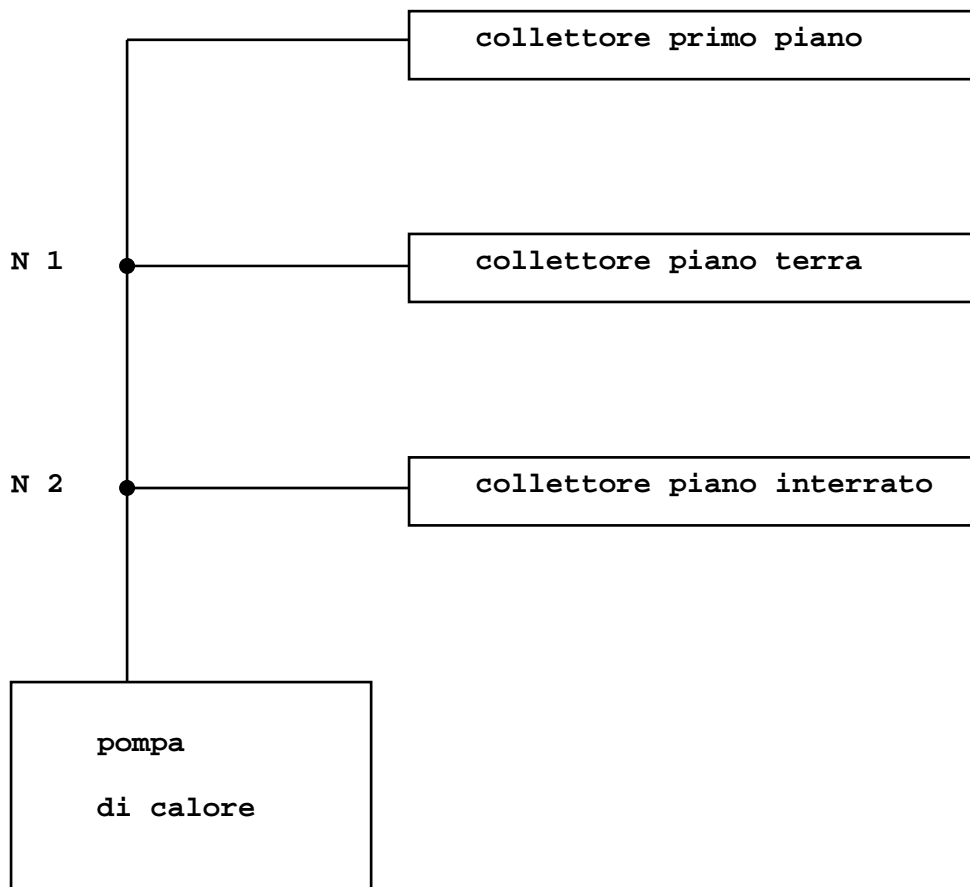 collettore primo piano
N 1
collettore piano terra
N 2
collettore piano interrato
pompa
di calore